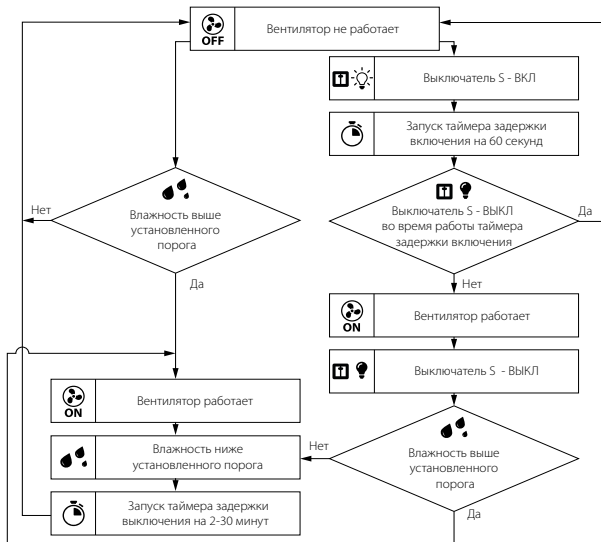 OFF
Вентилятор не работает
Выключатель S - ВКЛ
Запуск таймера задержки
включения на 60 секунд
Нет
Влажность выше
установленного
порога
Да
Выключатель S - ВЫКЛ
во время работы таймера
задержки включения
Да
Нет
ON
Вентилятор работает
Выключатель S - ВЫКЛ
ON
Вентилятор работает
Влажность ниже
установленного порога
Нет
Влажность выше
установленного
порога
Да
Запуск таймера задержки
выключения на 2-30 минут